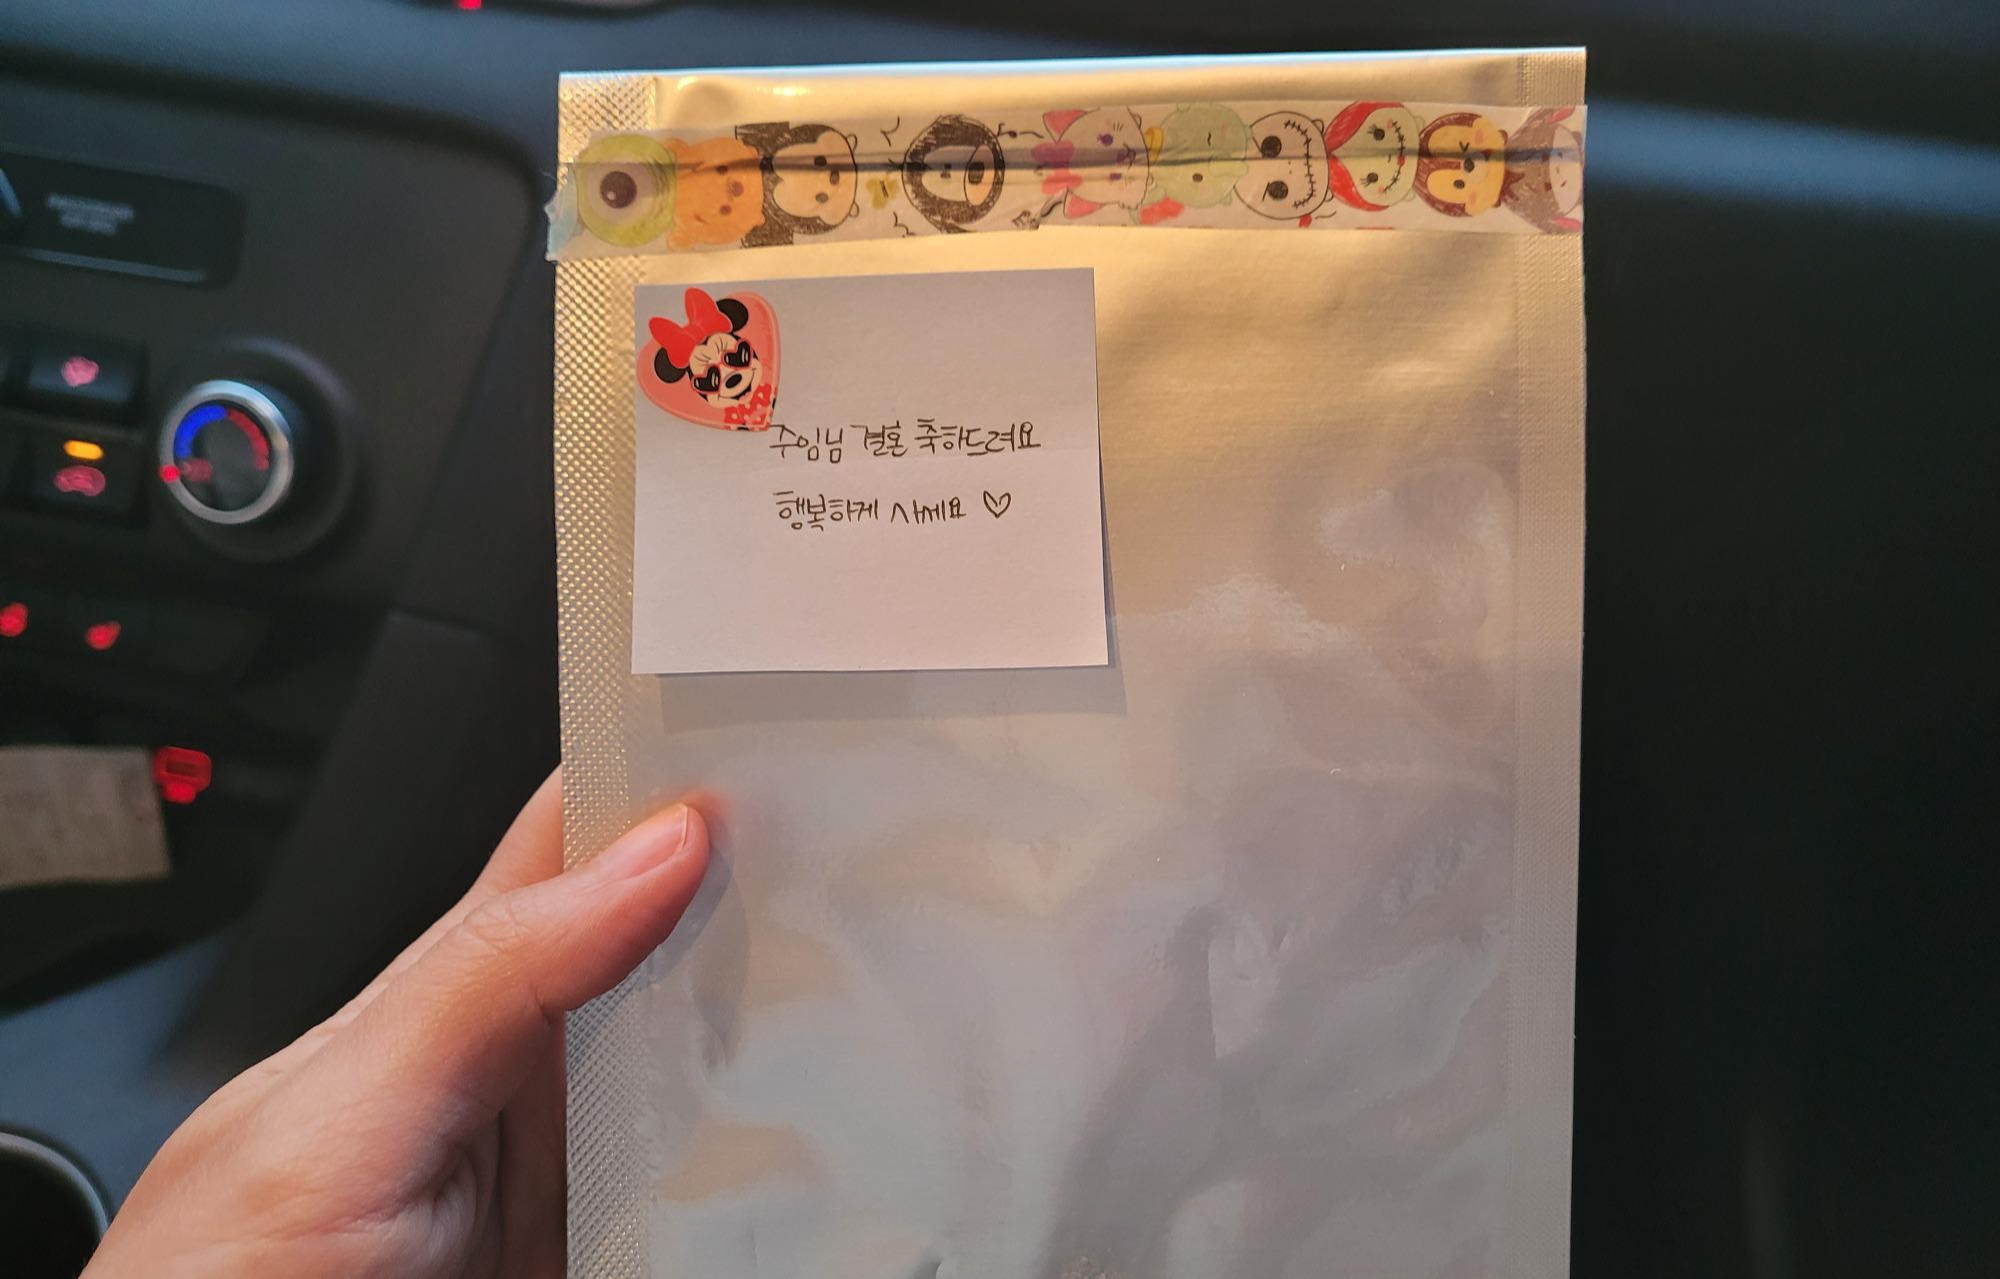 주임님 결혼 축하드려요
행복하게 사세요 ♡